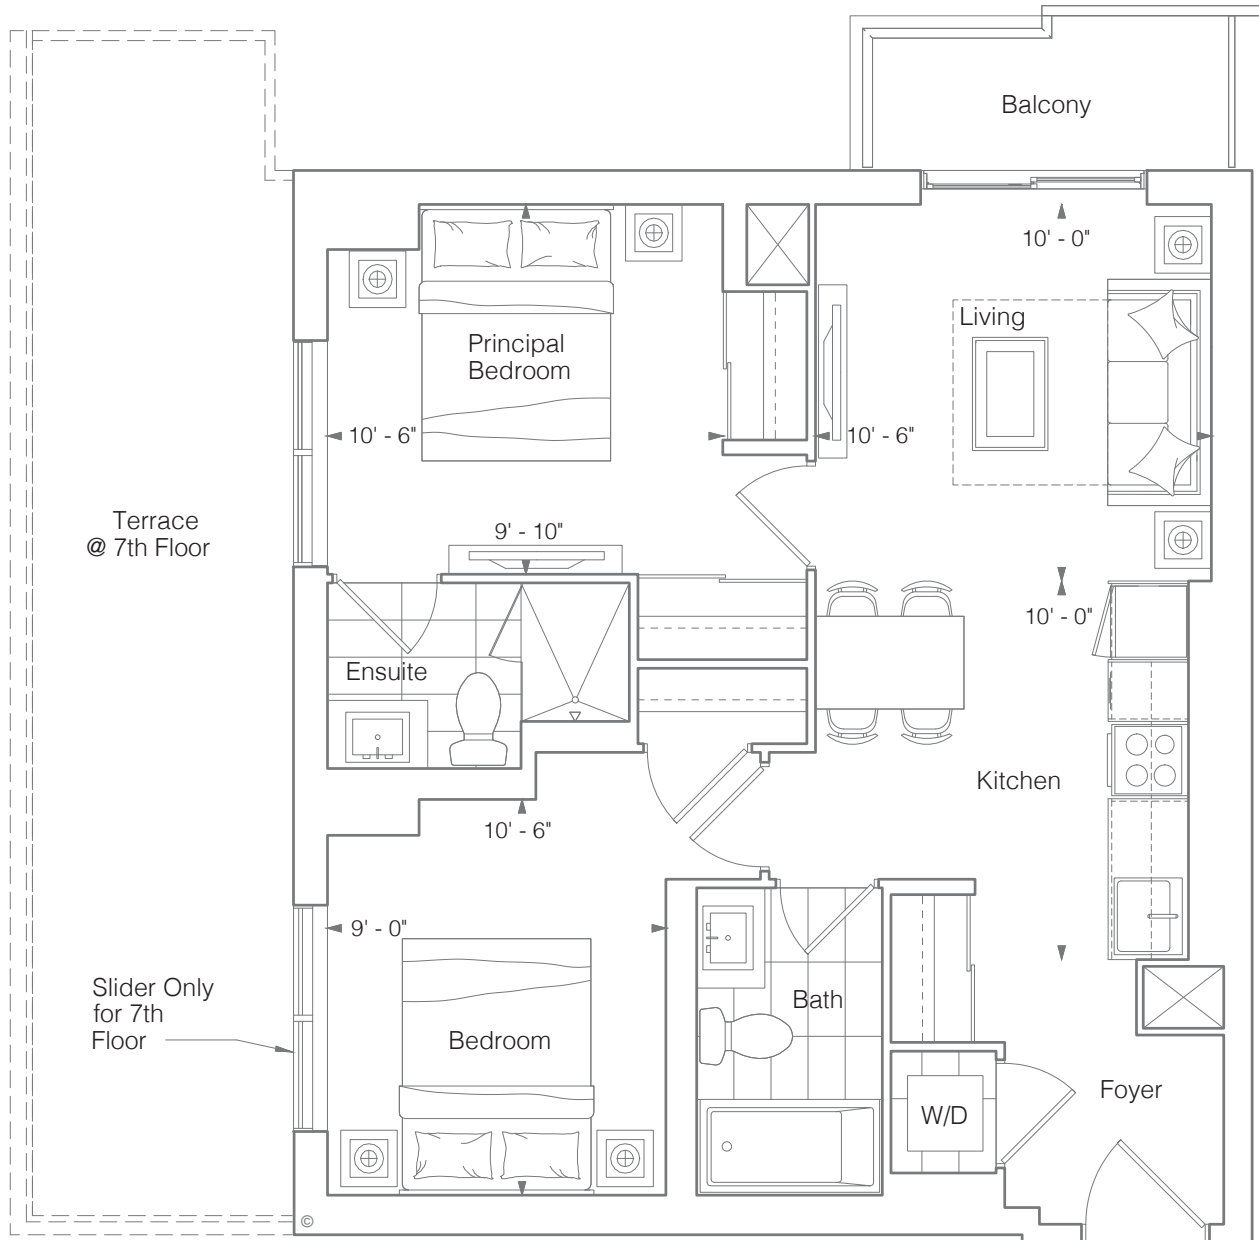 Balcony
10' - 0"
Living
Principal
Bedroom
10' - 6"
10' - 6"
9' - 10"
Terrace
@ 7th Floor
10' - 0"
Ensuite
Kitchen
10' - 6"
9' - 0"
Slider Only
for 7th
Floor
Bath
Bedroom
Foyer
W/D
©